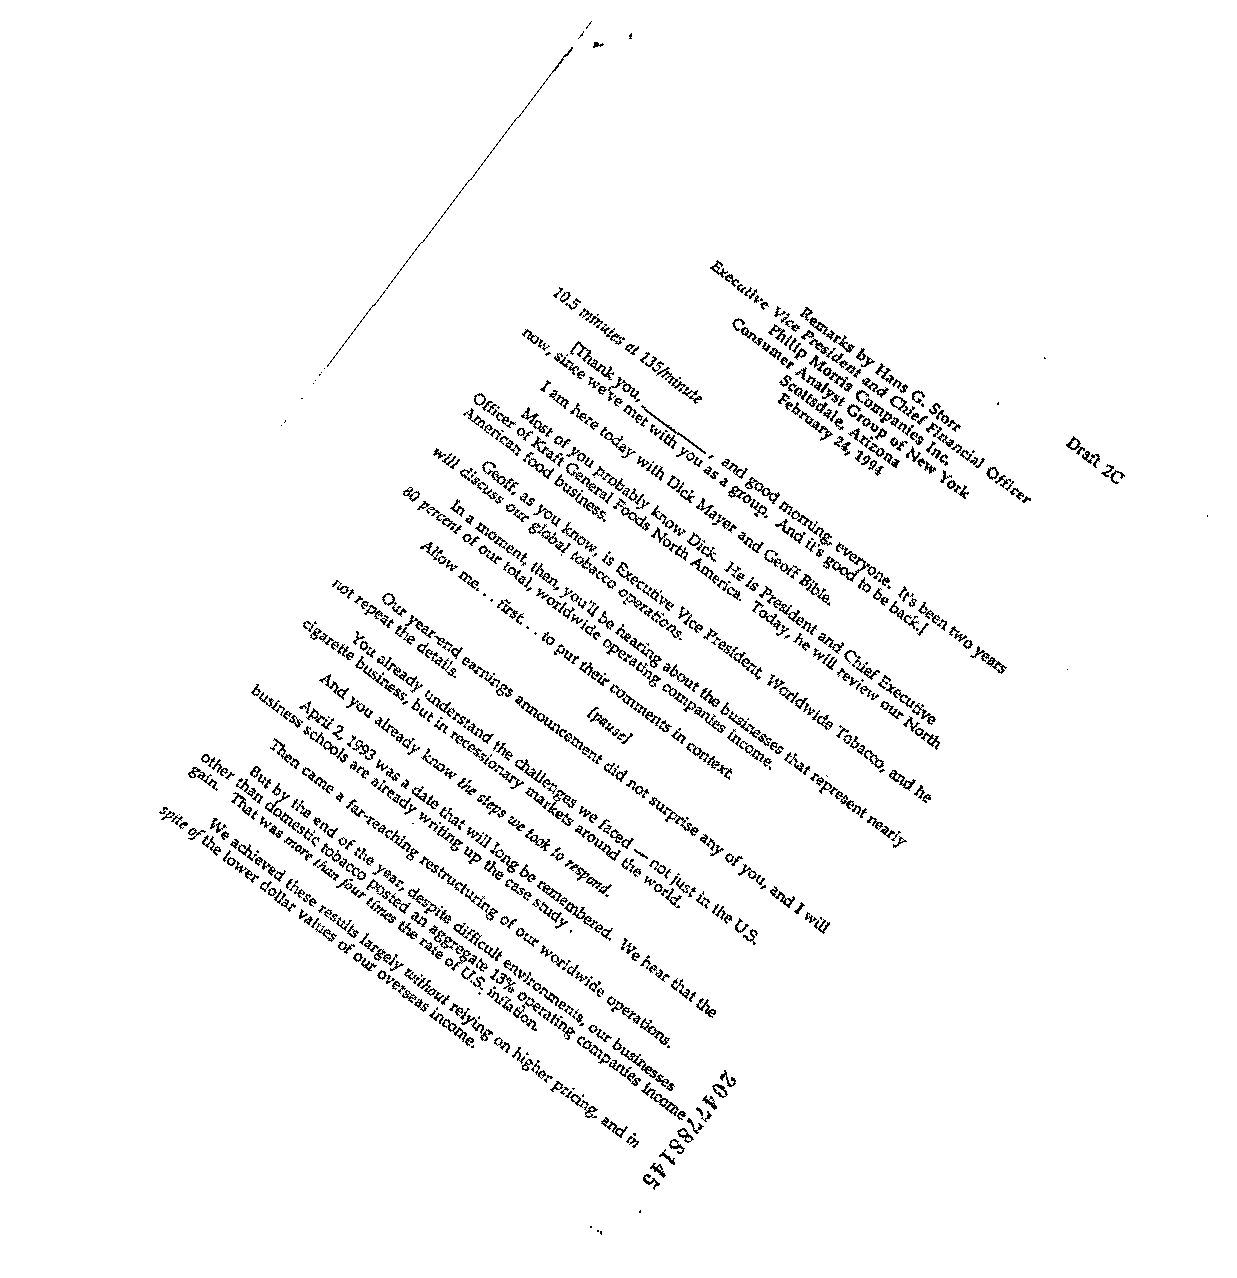 Draft 2C
Remarks by Hans G. Storr
Executive Vice President and Chief Financial Officer
Philip Morris Companies Inc.
Consumer Analyst Group of New York
Scottsdale, Arizona
February 24, 1994
10.5 minutes at 135/minute
[Thank you, __________, and good morning, everyone. It's been two years
now, since we've met with you as a group. And it's good to be back.]
I am here today with Dick Mayer and Geoff Bible.
Most of you probably know Dick. He is President and Chief Executive
Officer of Kraft General Foods North America. Today, he will review our North
American food business.
Geoff, as you know, is Executive Vice President, Worldwide Tobacco, and he
will discuss our global tobacco operations.
In a moment, then, you'll be hearing about the businesses that represent nearly
80 percent of our total, worldwide operating companies income.
Allow me. . . first. . . to put their comments in context.
[pause]
Our year-end earnings announcement did not surprise any of you, and I will
not repeat the details.
You already understand the challenges we faced — not just in the U.S.
cigarette business, but in recessionary markets around the world.
And you already know the steps we took to respond.
April 2, 1993 was a date that will long be remembered. We hear that the
business schools are already writing up the case study .
Then came a far-reaching restructuring of our worldwide operations.
But by the end of the year, despite difficult environments, our businesses
other than domestic tobacco posted an aggregate 13% operating companies income
gain. That was more than four times the rate of U.S. inflation.
We achieved these results largely without relying on higher pricing, and in
spite of the lower dollar values of our overseas income.
2047788145